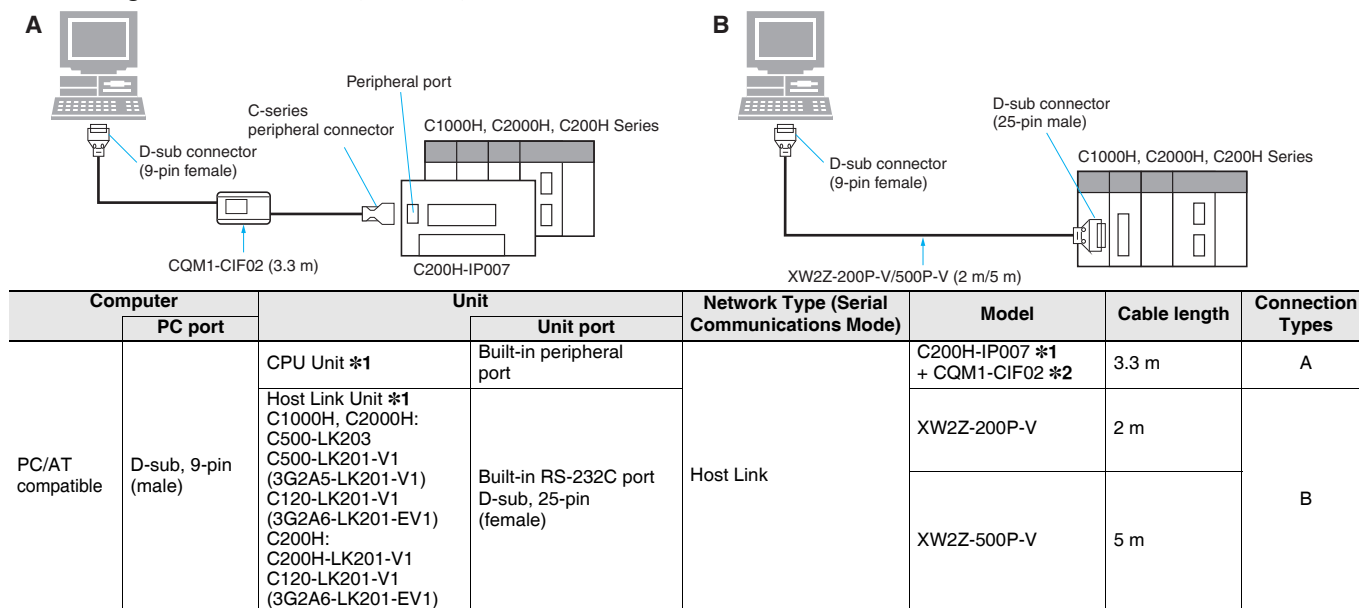 A
B
Peripheral port
C-series
peripheral connector
C1000H, C2000H, C200H Series
D-sub connector
(9-pin female)
CQM1-CIF02 (3.3 m)
C200H-IP007
D-sub connector
(25-pin male)
C1000H, C2000H, C200H Series
D-sub connector
(9-pin female)
XW2Z-200P-V/500P-V (2 m/5 m)
Computer
PC port
Unit
Unit port
Network Type (Serial
Communications Mode)
Model
Cable length
Connection
Types
PC/AT
compatible
D-sub, 9-pin
(male)
CPU Unit *1
Built-in peripheral
port
Host Link
C200H-IP007 *1
+ CQM1-CIF02 *2
3.3 m
A
Host Link Unit *1
C1000H, C2000H:
C500-LK203
C500-LK201-V1
(3G2A5-LK201-V1)
C120-LK201-V1
(3G2A6-LK201-EV1)
C200H:
C200H-LK201-V1
C120-LK201-V1
(3G2A6-LK201-EV1)
Built-in RS-232C port
D-sub, 25-pin
(female)
XW2Z-200P-V
2 m
XW2Z-500P-V
5 m
B